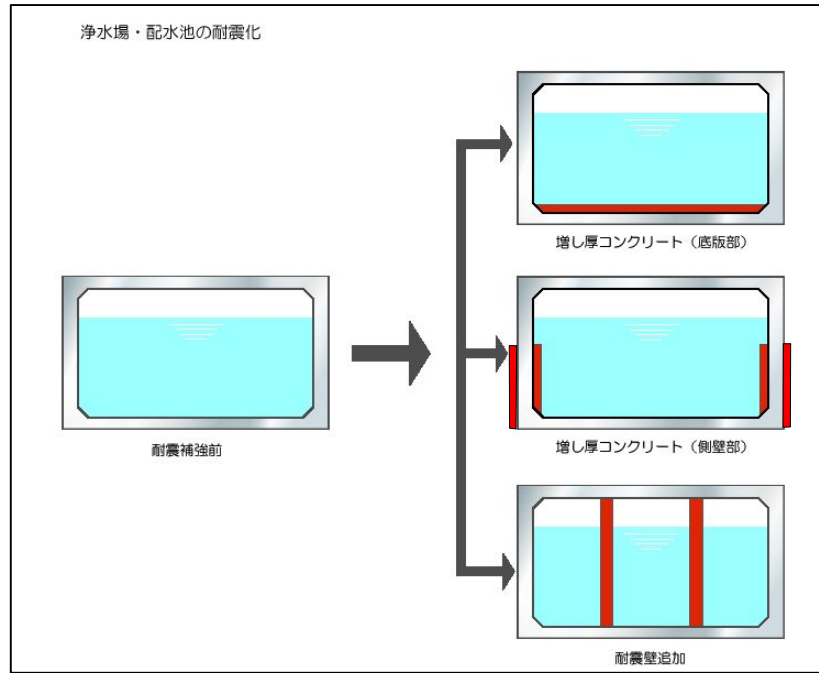 浄水場・配水池の耐震化
増し厚コンクリート（底版部）
耐震補強前
増し厚コンクリート（側壁部）
耐震壁追加